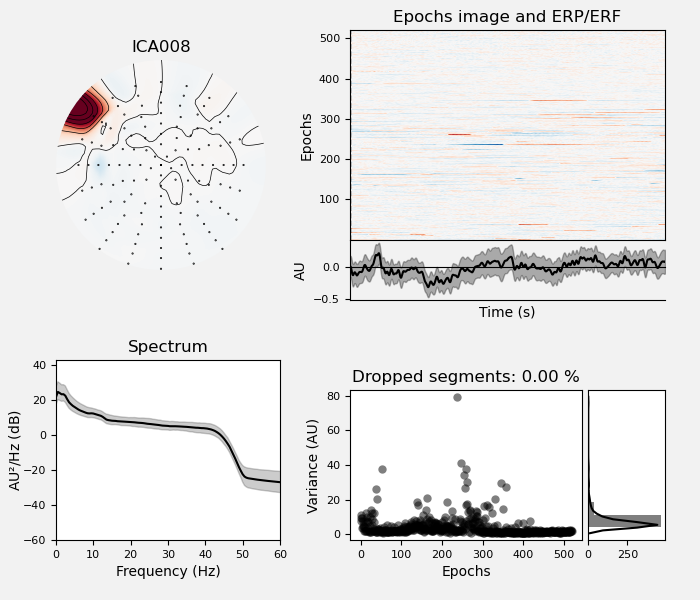 ICA008
Epochs image and ERP/ERF
Epochs
500
400
300
200
100
AU
0.0
−0.5
Time (s)
Spectrum
AU²/Hz (dB)
40
20
0
−20
−40
−60
0 10 20 30 40 50 60
Frequency (Hz)
Dropped segments: 0.00 %
Variance (AU)
80
60
40
20
0
0 100 200 300 400 500
Epochs
0 250